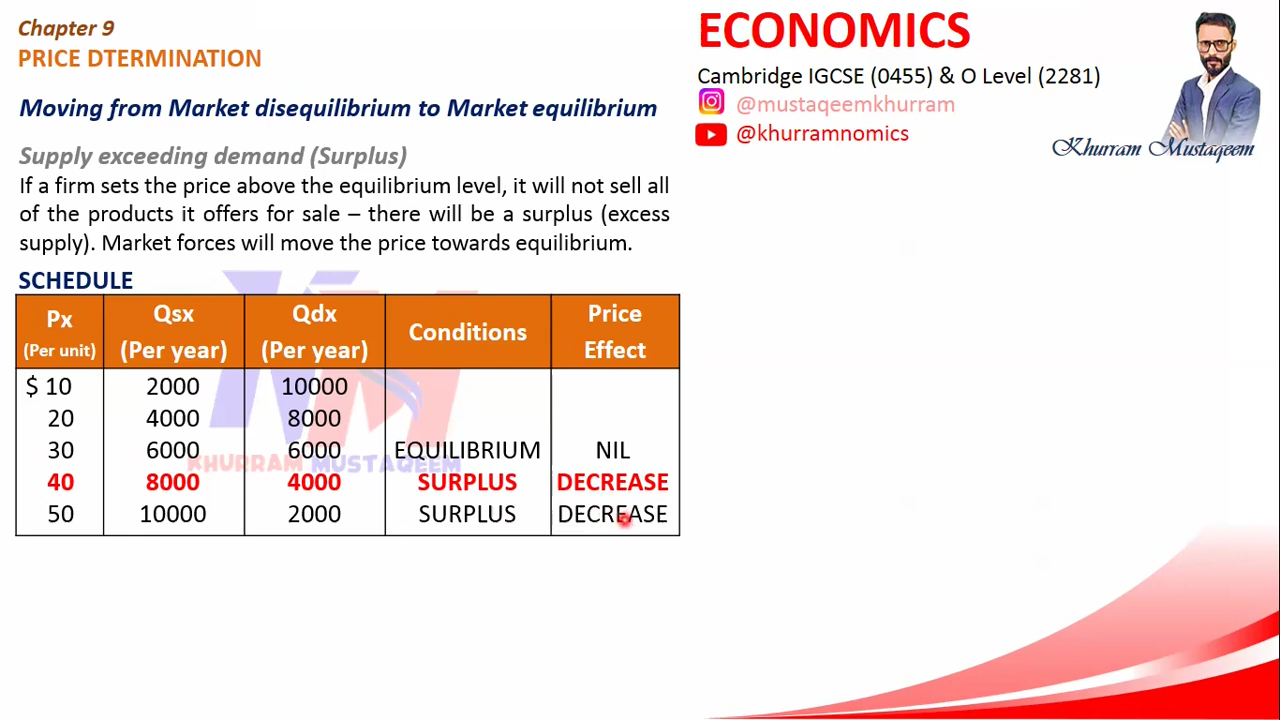 Chapter 9
PRICE DTERMINATION
Moving from Market disequilibrium to Market equilibrium
Supply exceeding demand (Surplus)
If a firm sets the price above the equilibrium level, it will not sell all
of the products it offers for sale – there will be a surplus (excess
supply). Market forces will move the price towards equilibrium.
SCHEDULE
Px (Per unit) Qsx (Per year) Qdx (Per year) Conditions Price Effect
$ 10 2000 10000
20 4000 8000
30 6000 6000 EQUILIBRIUM NIL
40 8000 4000 SURPLUS DECREASE
50 10000 2000 SURPLUS DECREASE
KHURRAM MUSTAQEEM
ECONOMICS
Cambridge IGCSE (0455) & O Level (2281)
@mustaqeemkhurram
@khurramnomics
Khurram Mustaqeem